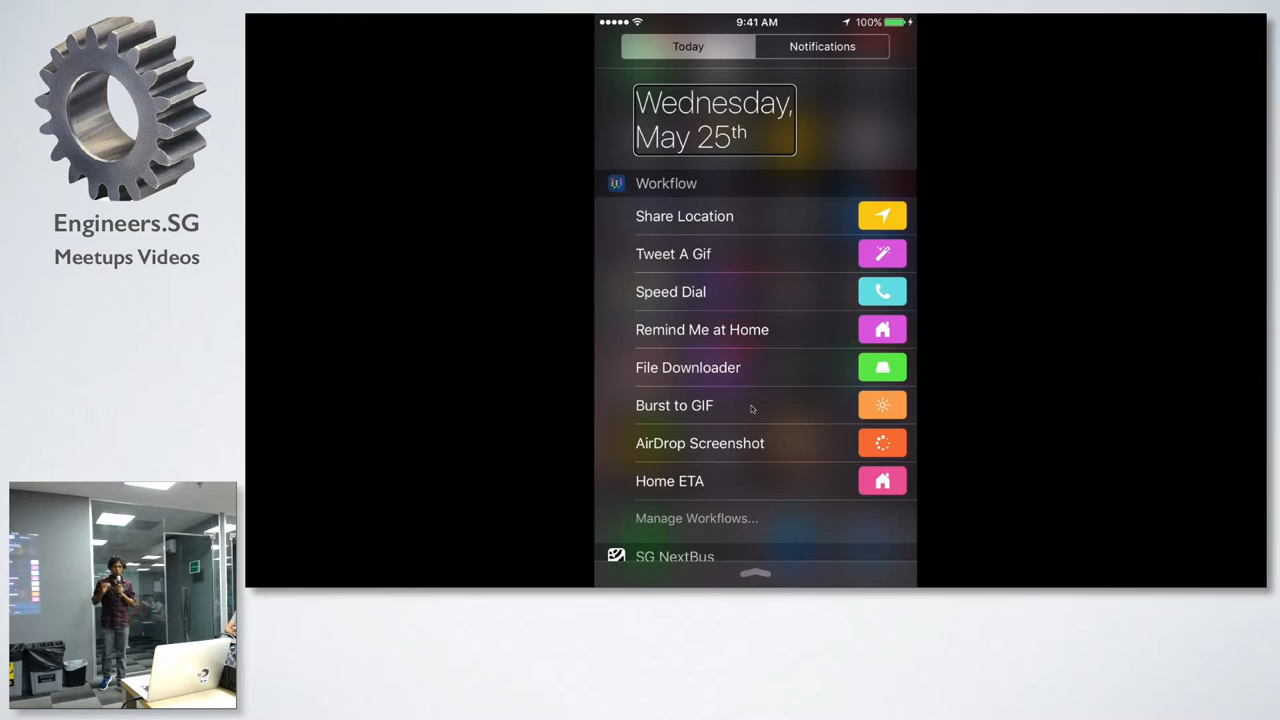 Engineers.SG
Meetups Videos
9:41 AM
100%
Today
Notifications
Wednesday,
May 25th
Workflow
Share Location
Tweet A Gif
Speed Dial
Remind Me at Home
File Downloader
Burst to GIF
AirDrop Screenshot
Home ETA
Manage Workflows...
SG NextBus